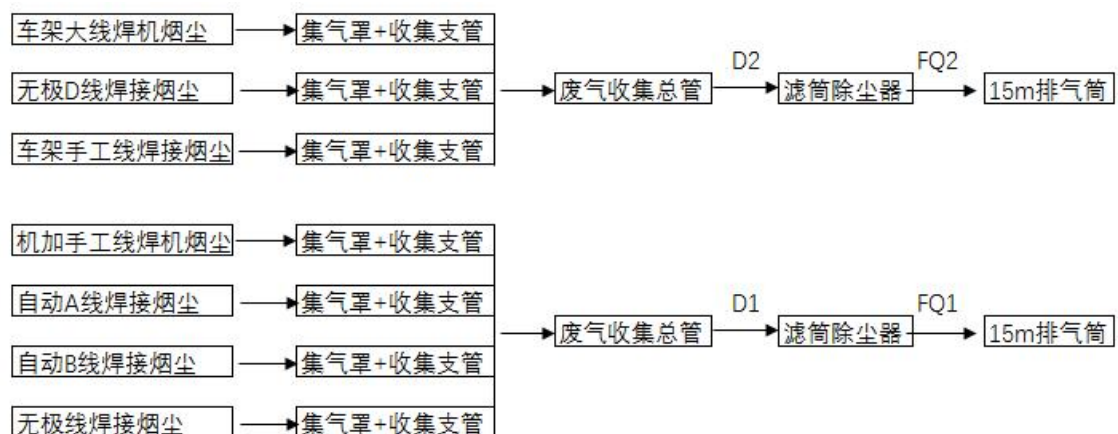 车架大线焊机烟尘 集气罩+收集支管
D2 FQ2
无极D线焊接烟尘 集气罩+收集支管 废气收集总管 滤筒除尘器 15m排气筒
车架手工线焊接烟尘 集气罩+收集支管
机加手工线焊机烟尘 集气罩+收集支管
自动A线焊接烟尘 集气罩+收集支管
D1 FQ1
废气收集总管 滤筒除尘器 15m排气筒
自动B线焊接烟尘 集气罩+收集支管
无极线焊接烟尘 集气罩+收集支管